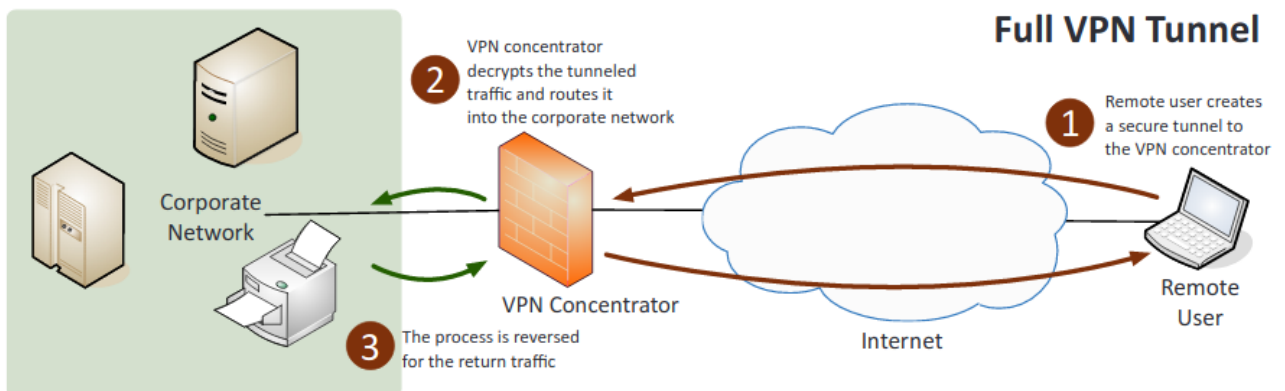 Full VPN Tunnel
1
Remote user creates
a secure tunnel to
the VPN concentrator
2
VPN concentrator
decrypts the tunneled
traffic and routes it
into the corporate network
Corporate
Network
VPN Concentrator
Internet
Remote
User
3
The process is reversed
for the return traffic